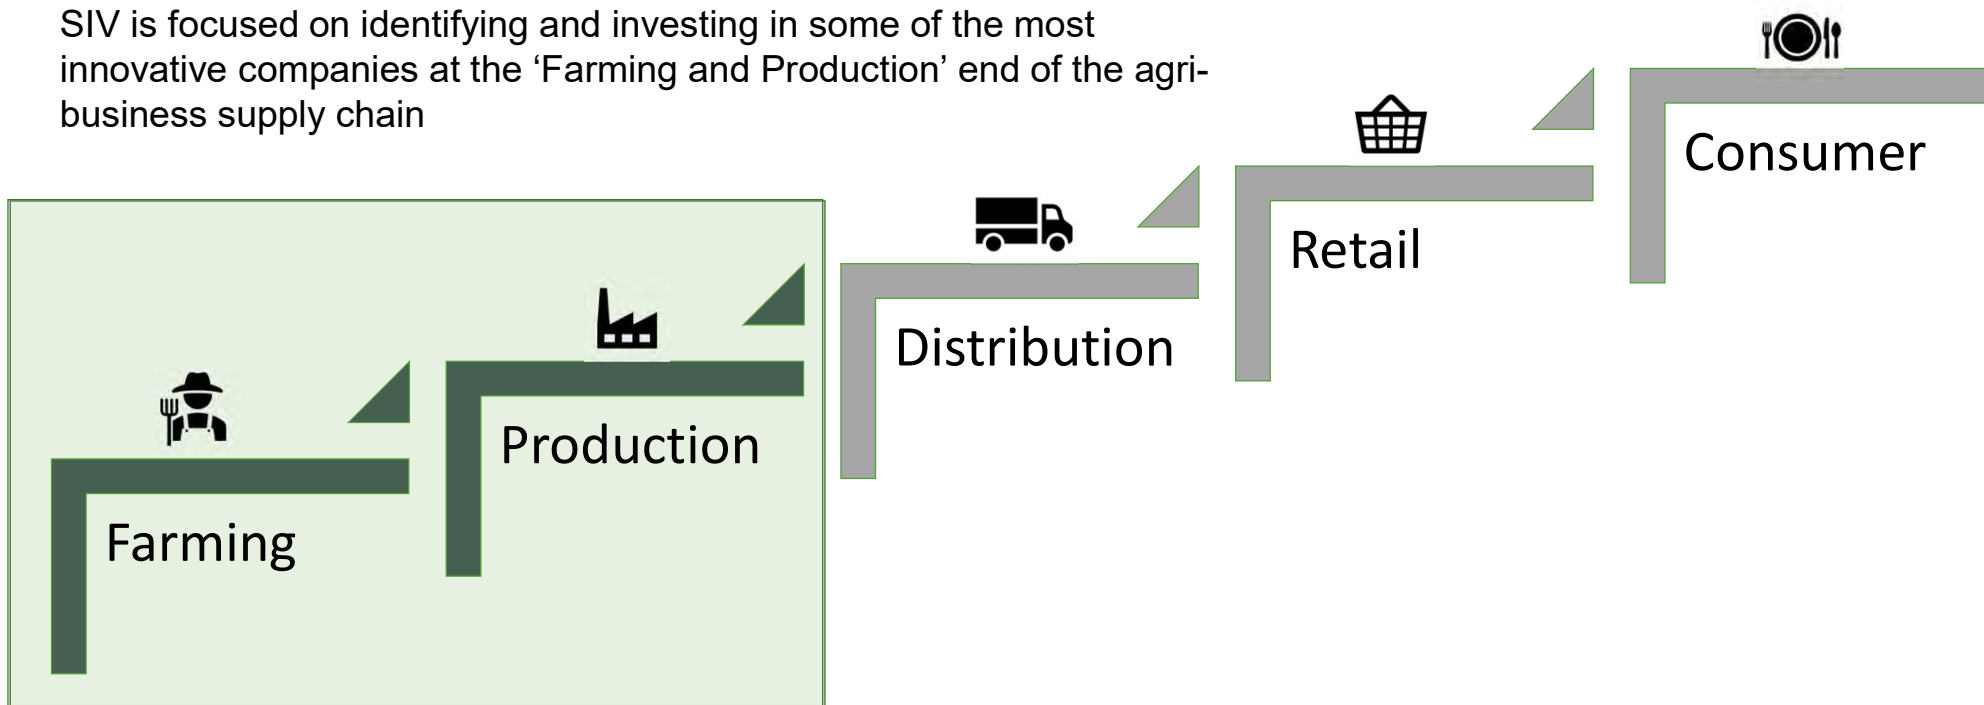 SIV is focused on identifying and investing in some of the most
innovative companies at the ‘Farming and Production’ end of the agri-
business supply chain
Consumer
Retail
Distribution
Production
Farming